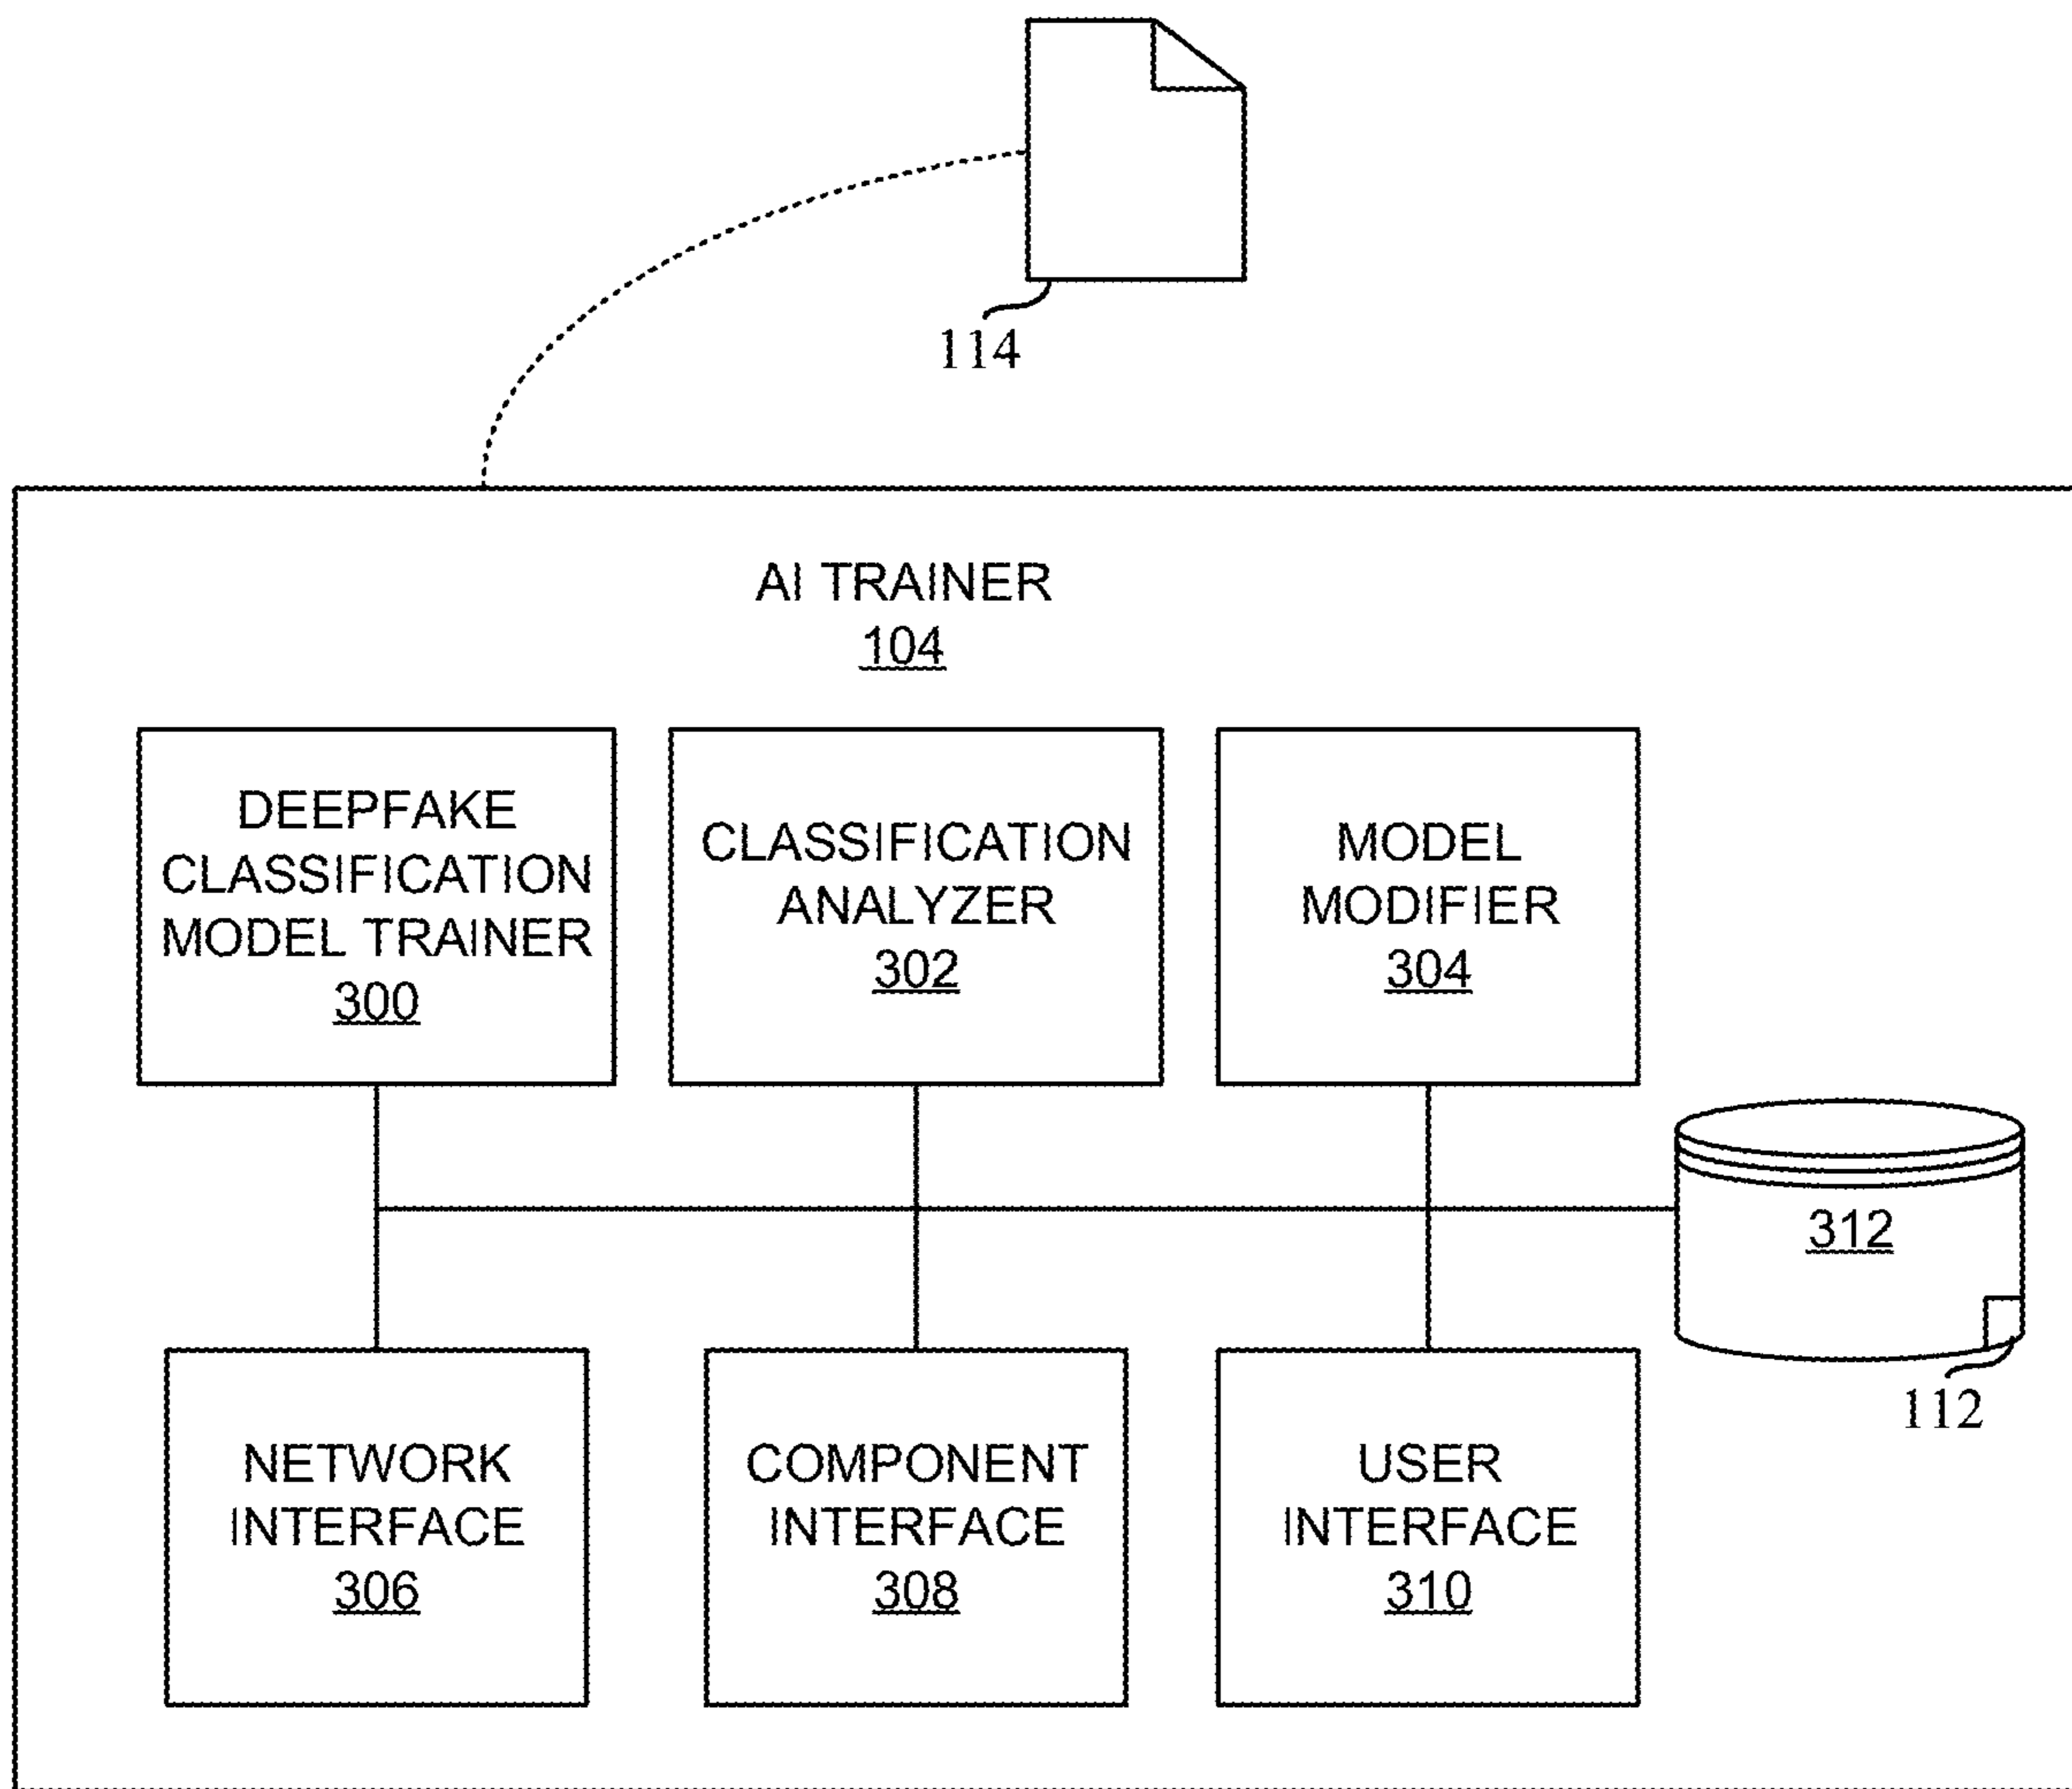 114
AI TRAINER
104
DEEPFAKE
CLASSIFICATION
MODEL TRAINER
300
CLASSIFICATION
ANALYZER
302
MODEL
MODIFIER
304
312
112
NETWORK
INTERFACE
306
COMPONENT
INTERFACE
308
USER
INTERFACE
310